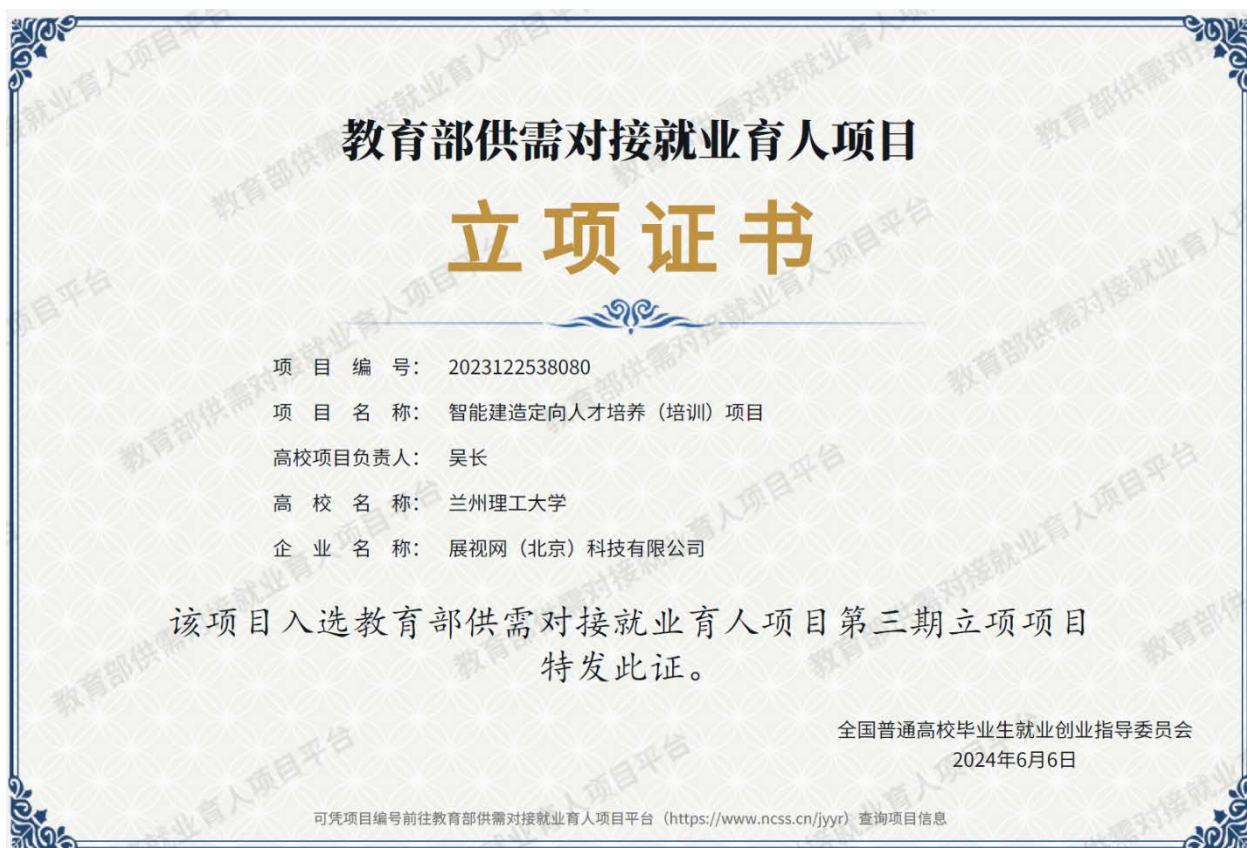 教育部供需对接就业育人项目
立项证书
项目编号： 2023122538080
项目名称： 智能建造定向人才培养（培训）项目
高校项目负责人： 吴长
高校名称： 兰州理工大学
企业名称： 展视网（北京）科技有限公司
该项目入选教育部供需对接就业育人项目第三期立项项目
特发此证。
全国普通高校毕业生就业创业指导委员会
2024年6月6日
可凭项目编号前往教育部供需对接就业育人项目平台（https://www.ncss.cn/jyyr）查询项目信息